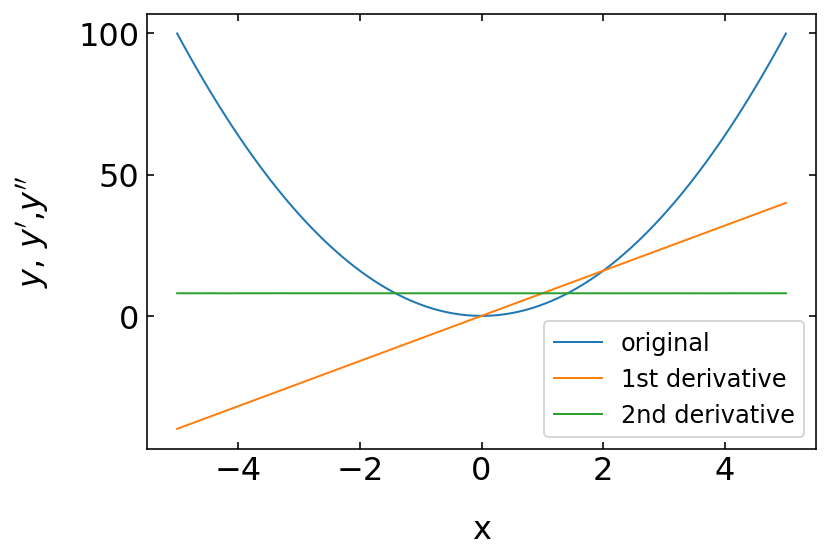 100
50
0
y, y′,y′′
−4 −2 0 2 4
x
original
1st derivative
2nd derivative